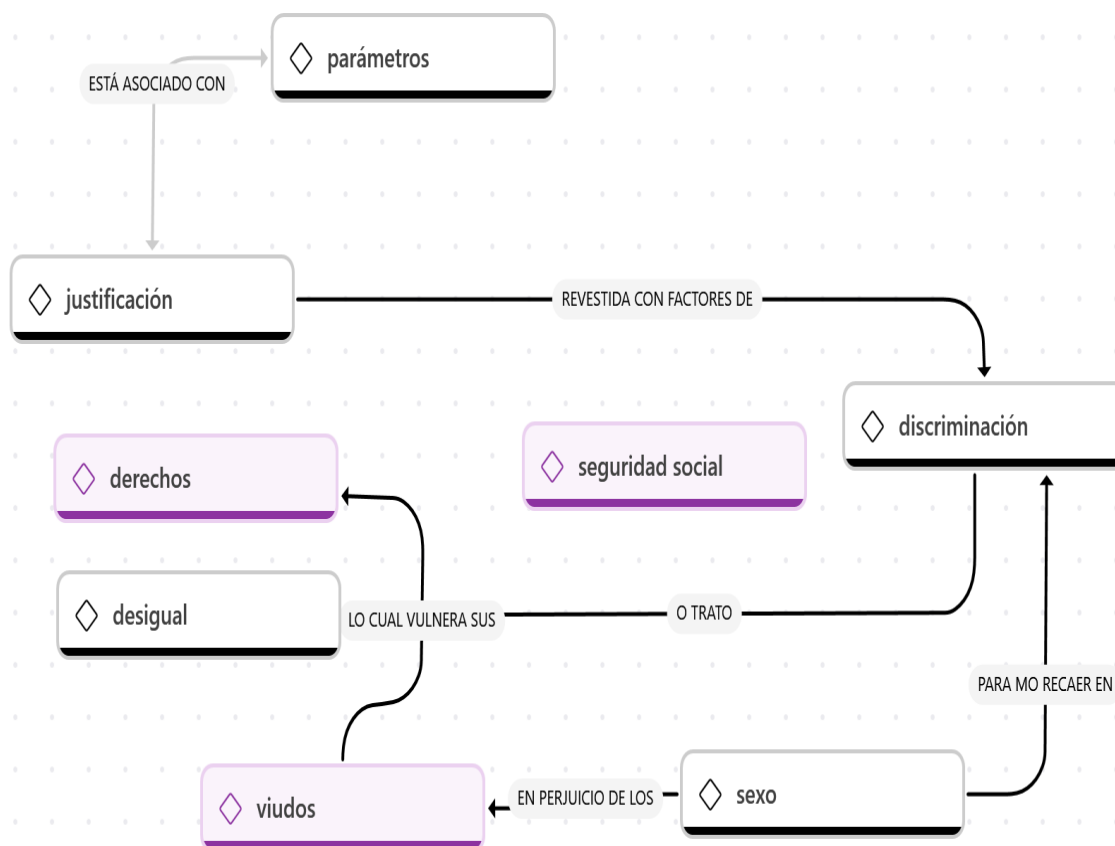 parámetros
ESTÁ ASOCIADO CON
justificación
REVESTIDA CON FACTORES DE
discriminación
seguridad social
derechos
desigual
LO CUAL VULNERA SUS
O TRATO
PARA MO RECAER EN
EN PERJUICIO DE LOS
sexo
viudos